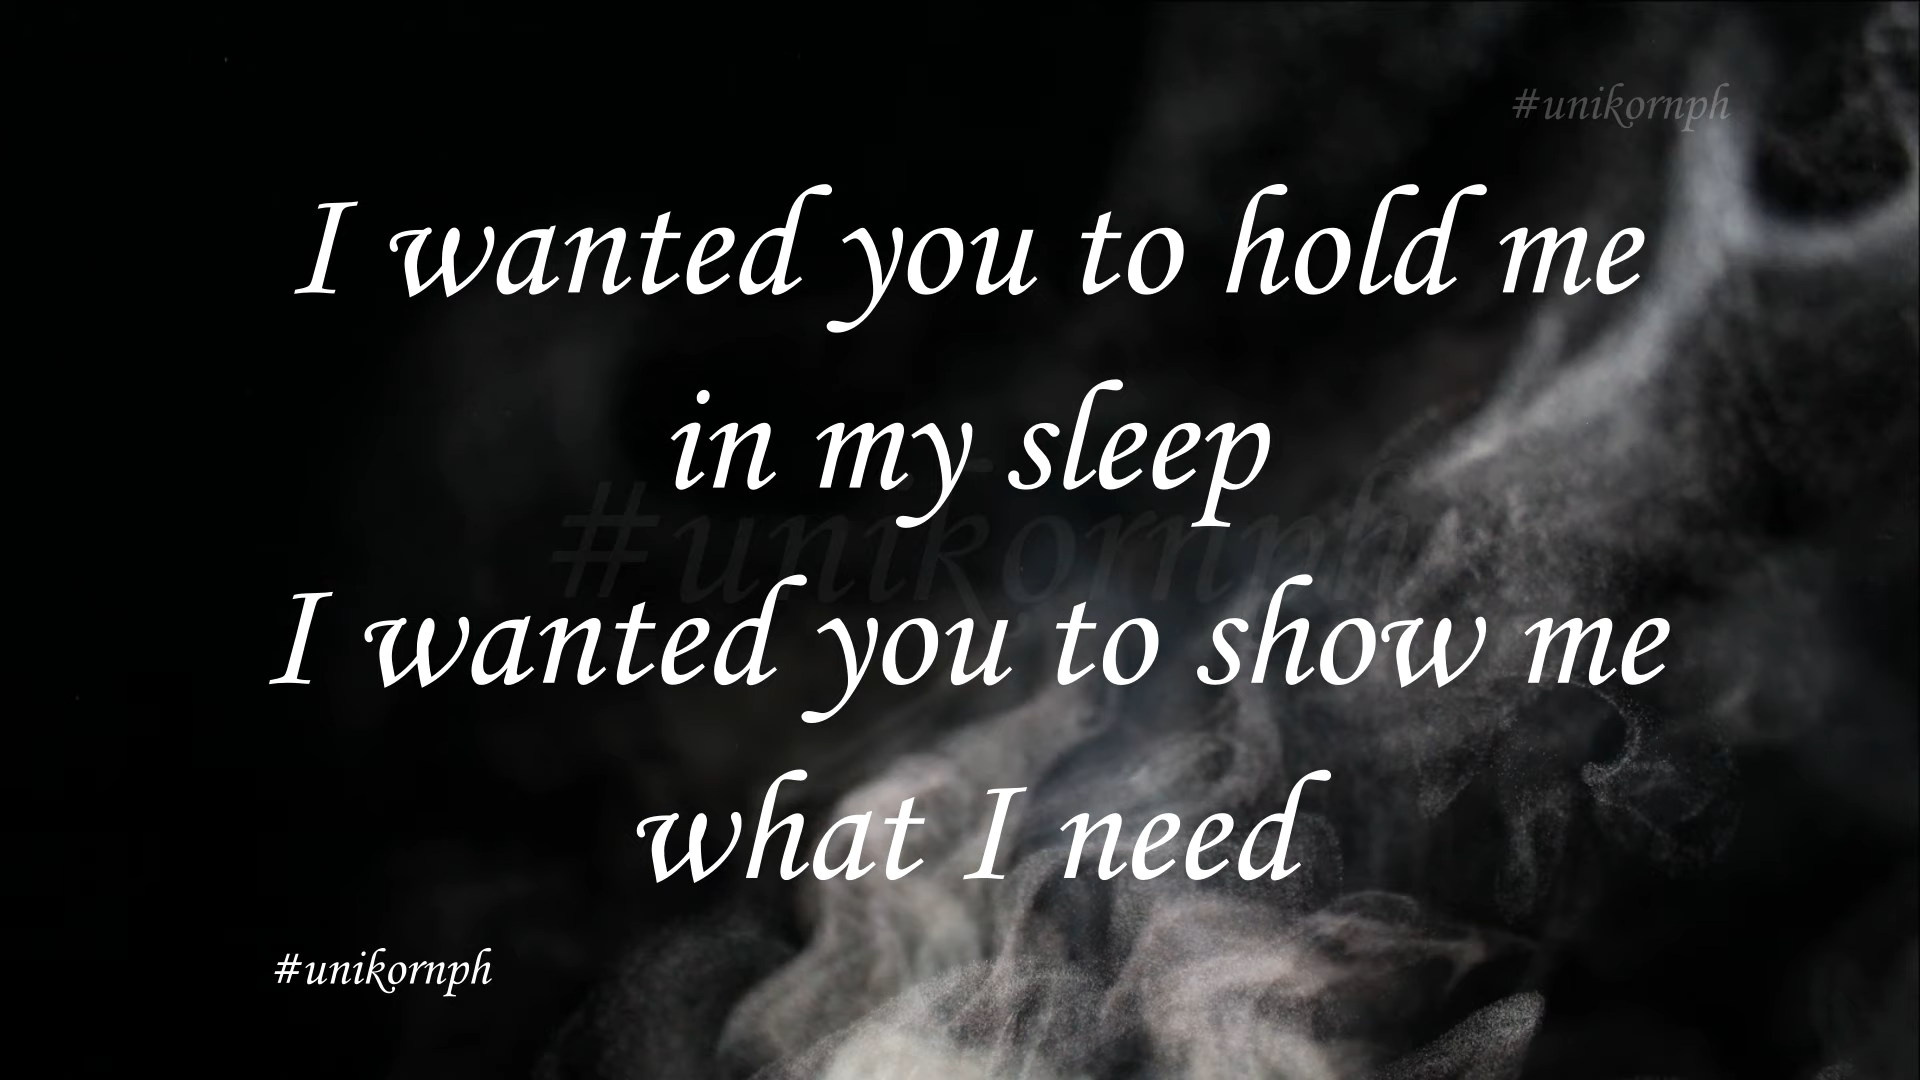 #unikornph
I wanted you to hold me
in my sleep
#unikornph
I wanted you to show me
what I need
#unikornph